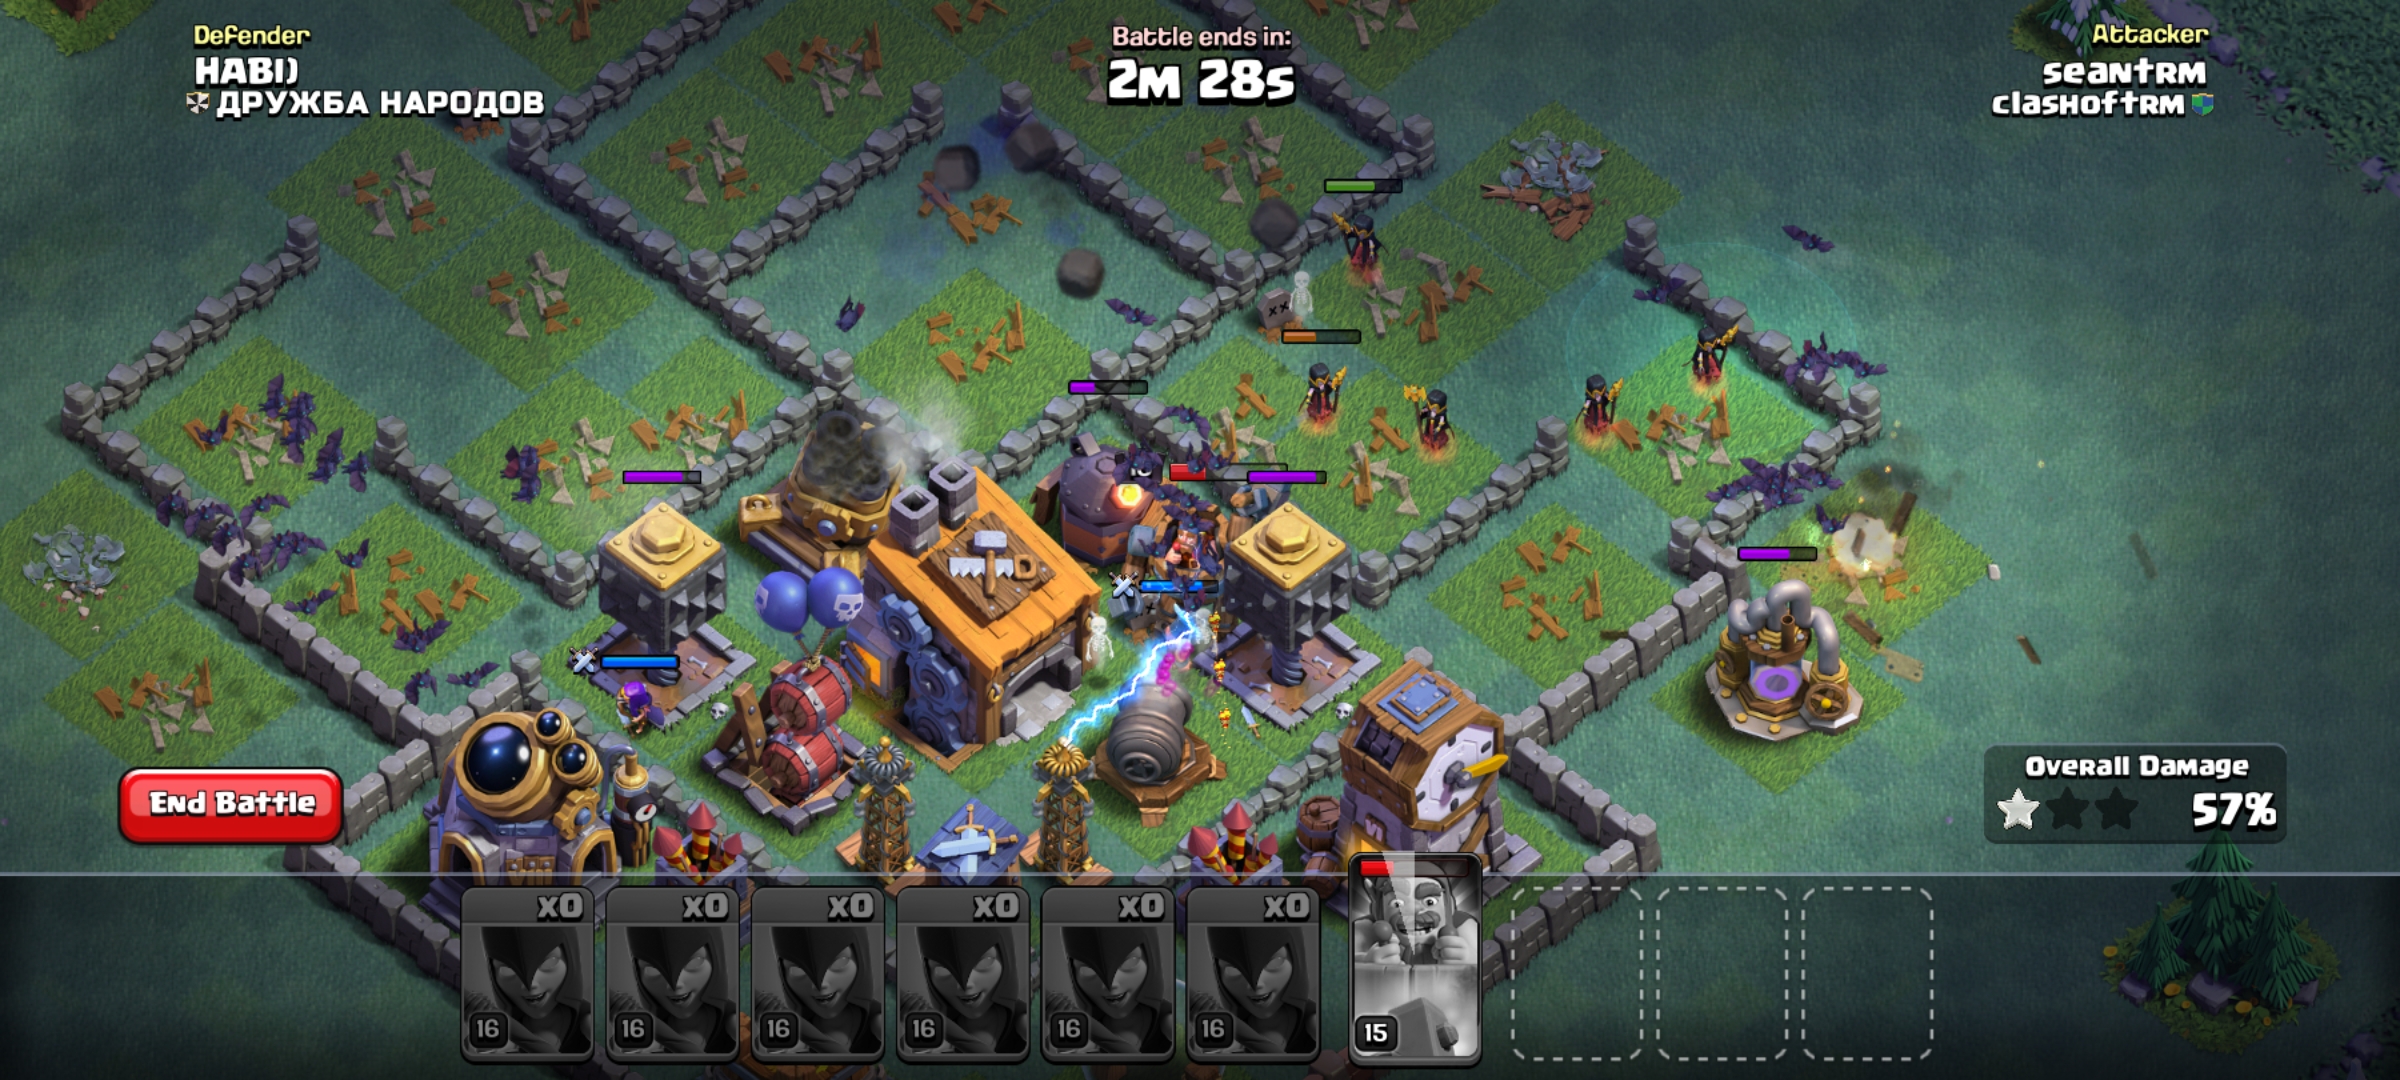 Defender
HABI)
ДРУЖБА НАРОДОВ
Battle ends in:
2M 28s
Attacker
seantRM
clashoftRM
End Battle
Overall Damage
57%
x0
x0
x0
x0
x0
x0
16
16
16
16
16
16
15